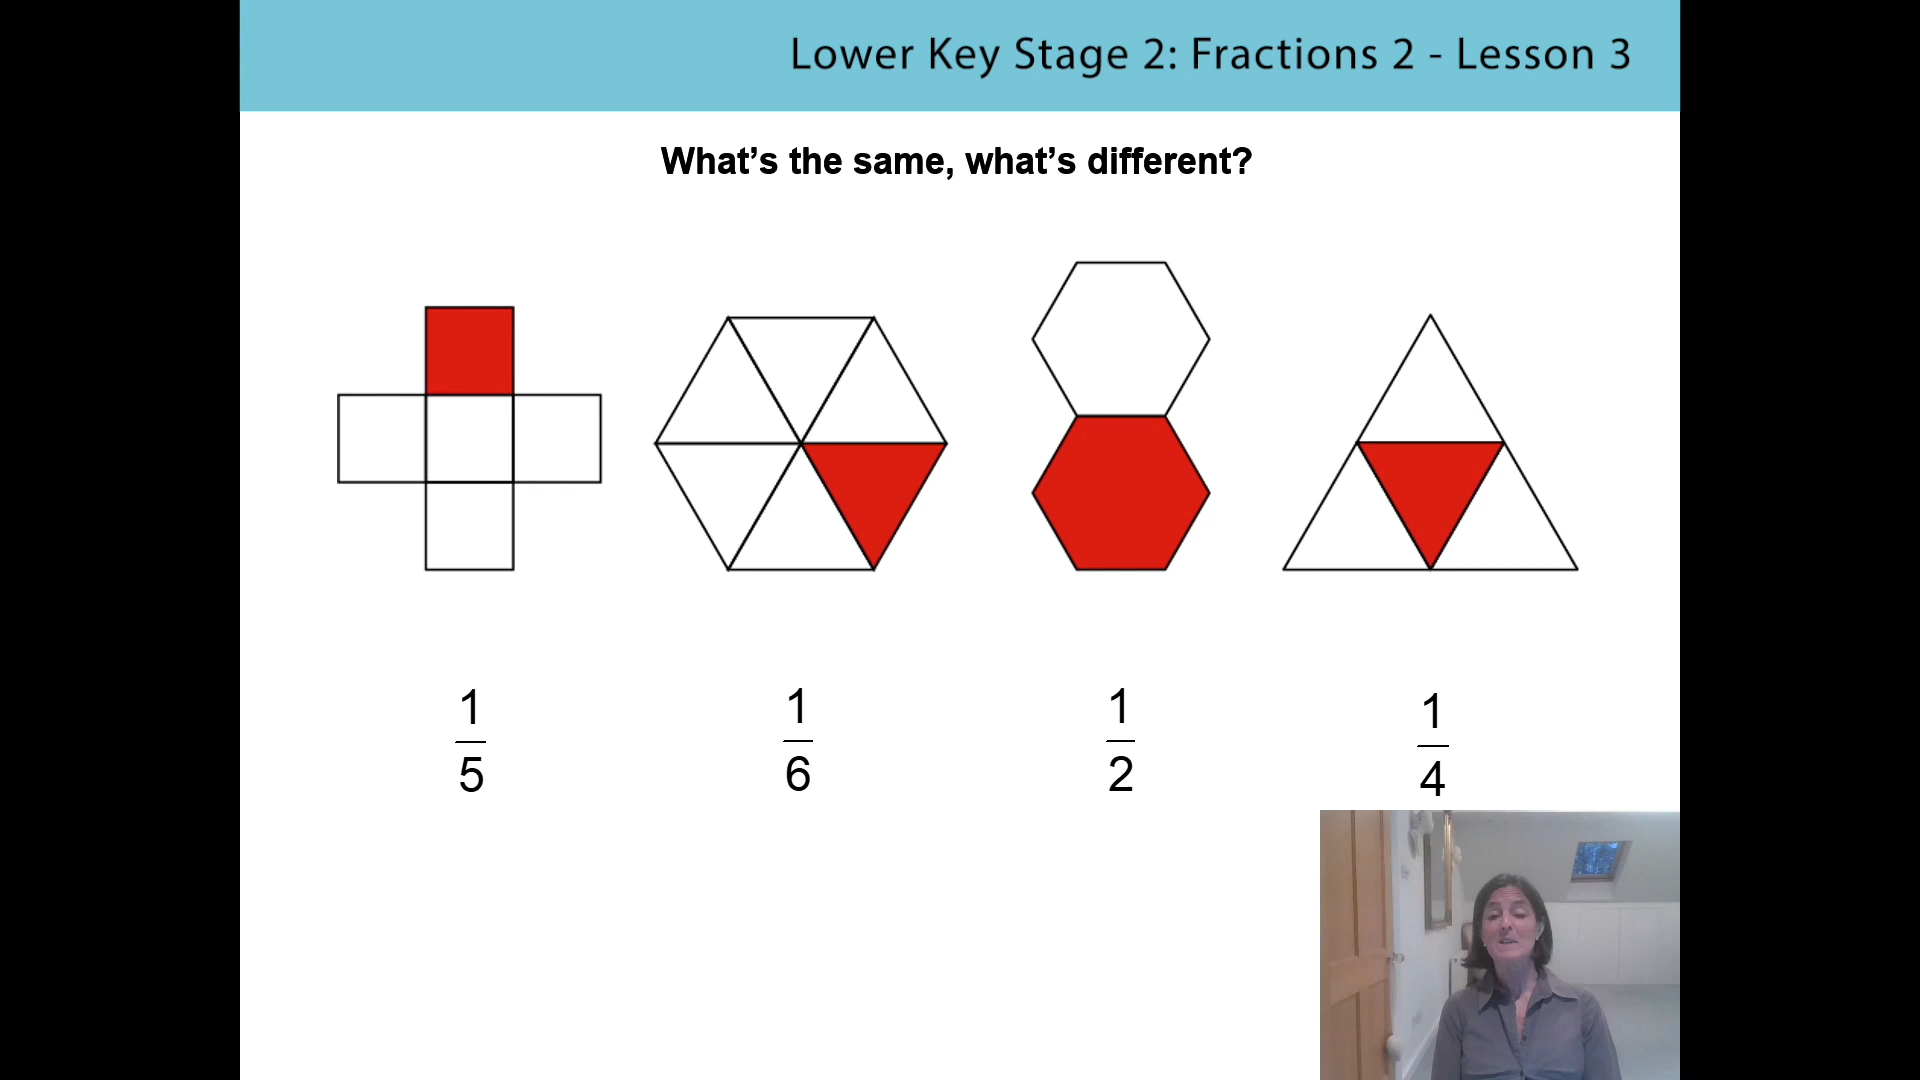 Lower Key Stage 2: Fractions 2 - Lesson 3
What’s the same, what’s different?
1 1 1 1
5 6 2 4